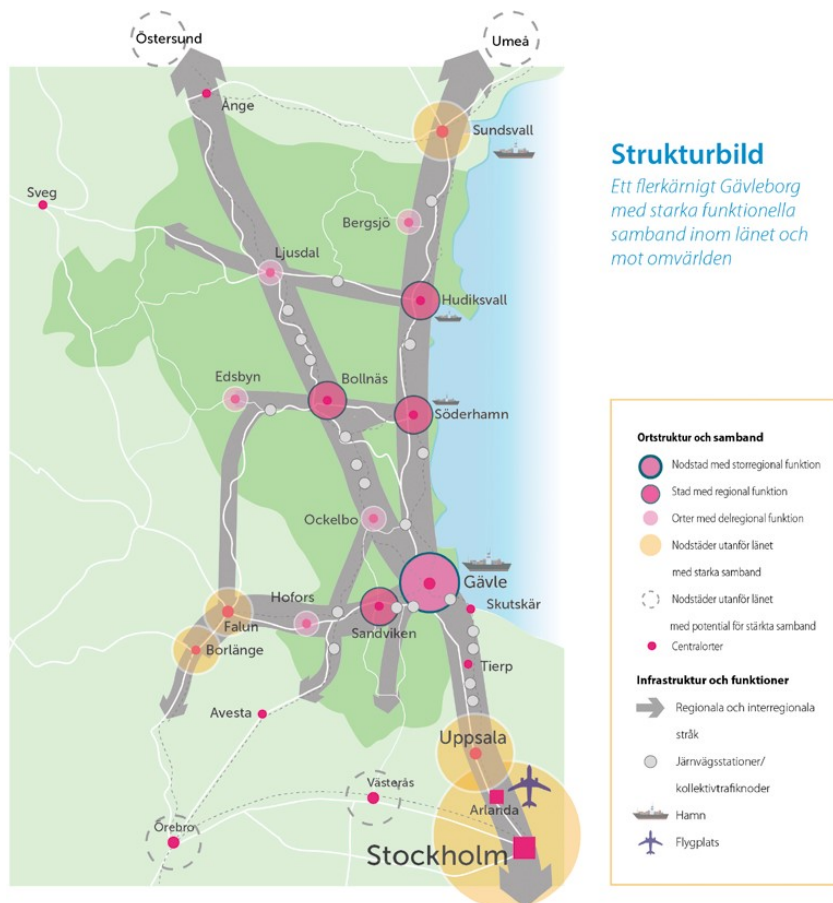 Östersund
Umeå
Ånge
Sundsvall
Sveg
Bergsjö
Ljusdal
Hudiksvall
Edsbyn
Bollnäs
Söderhamn
Ockelbo
Gävle
Hofors
Skutskär
Falun
Sandviken
Borlänge
Tierp
Avesta
Uppsala
Västerås
Arlanda
Örebro
Stockholm
Strukturbild
Ett flerkärnigt Gävleborg
med starka funktionella
samband inom länet och
mot omvärlden
Ortstruktur och samband
Nodstad med storregional funktion
Stad med regional funktion
Orter med delregional funktion
Nodstäder utanför länet
med starka samband
Nodstäder utanför länet
med potential för stärkta samband
Centralorter
Infrastruktur och funktioner
Regionala och interregionala
stråk
Järnvägsstationer/
kollektivtrafiknoder
Hamn
Flygplats